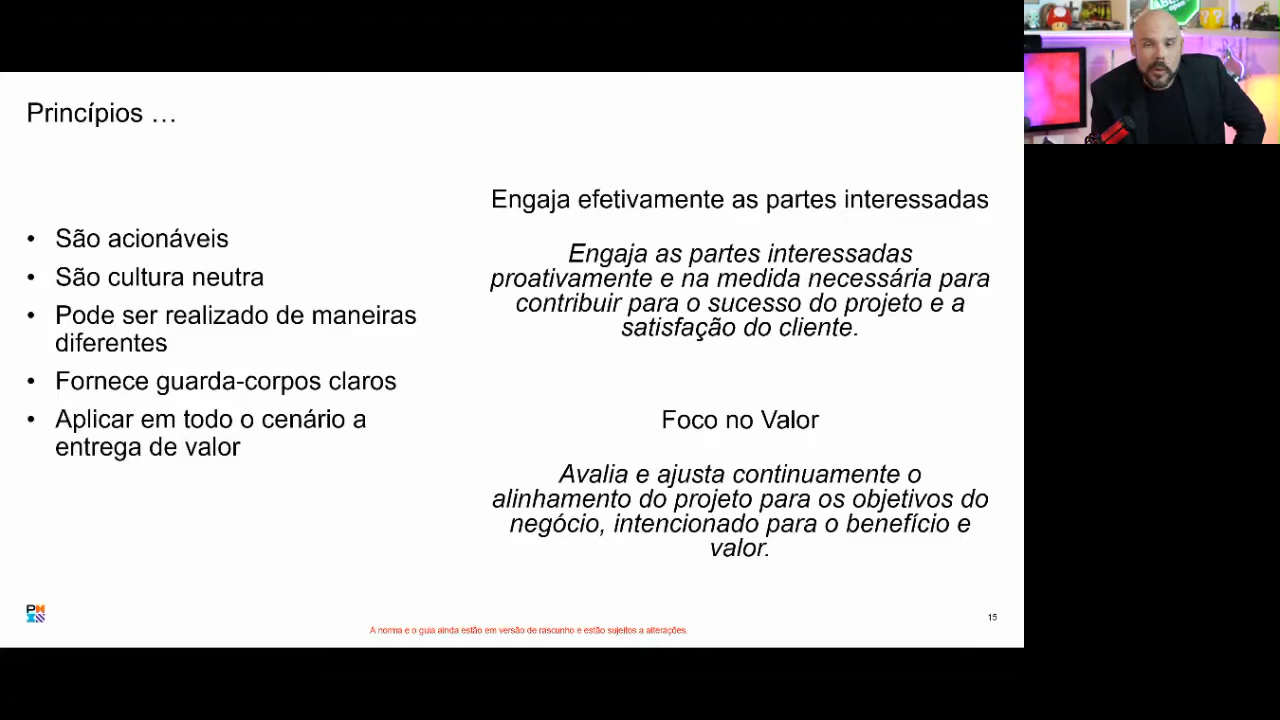 Princípios …
• São acionáveis
• São cultura neutra
• Pode ser realizado de maneiras
diferentes
• Fornece guarda-corpos claros
• Aplicar em todo o cenário a
entrega de valor
Engaja efetivamente as partes interessadas
Engaja as partes interessadas
proativamente e na medida necessária para
contribuir para o sucesso do projeto e a
satisfação do cliente.
Foco no Valor
Avalia e ajusta continuamente o
alinhamento do projeto para os objetivos do
negócio, intencionado para o benefício e
valor.
A norma e o guia ainda estão em versão de rascunho e estão sujeitos a alterações.
15